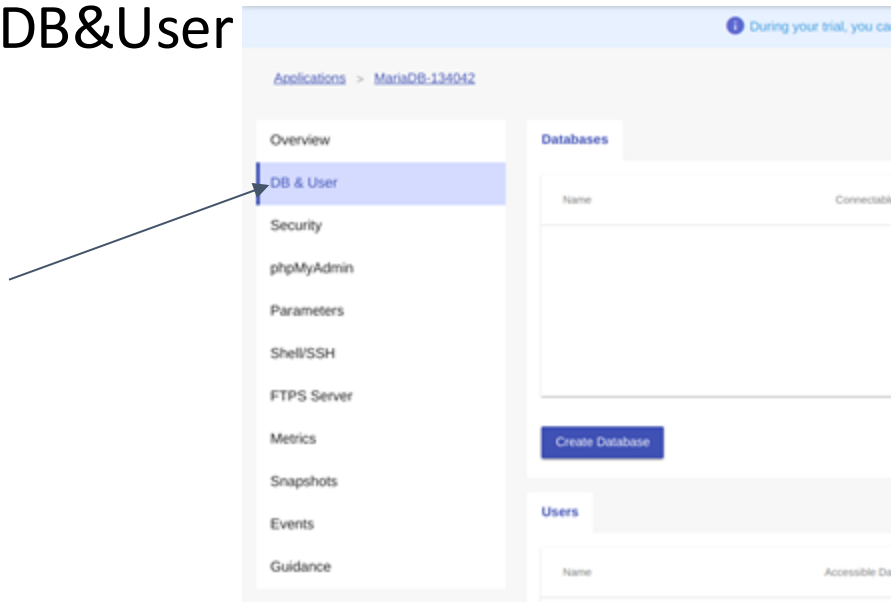 DB&User
During your trial, you
Applications > MariaDB-134042
Overview
DB & User
Security
phpMyAdmin
Parameters
Shell/SSH
FTPS Server
Metrics
Snapshots
Events
Guidance
Databases
Name
Create Database
Users
Name Accessible